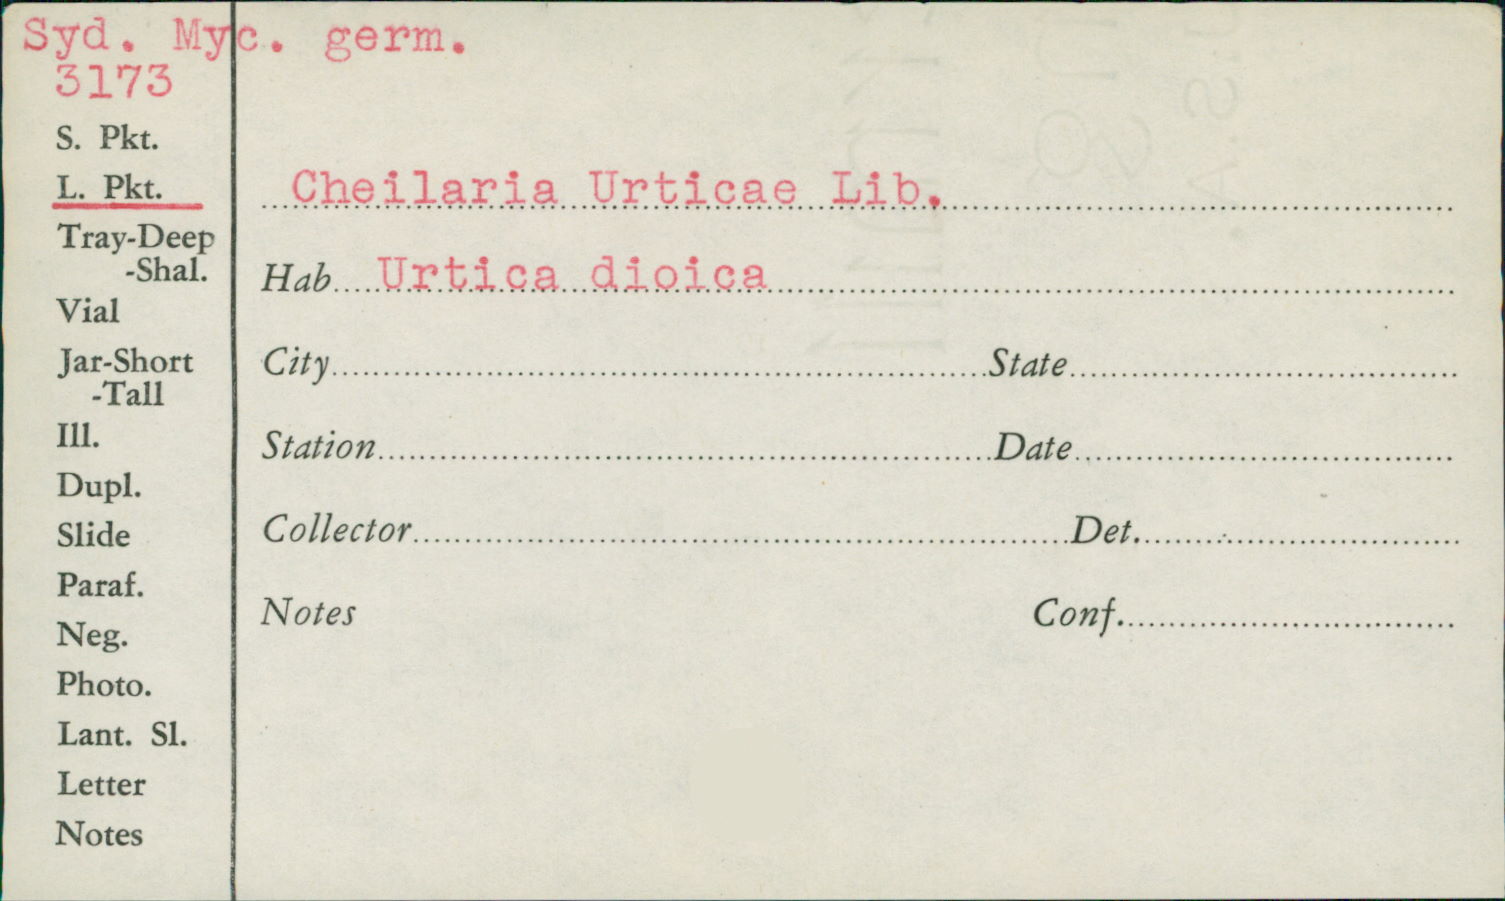 Syd. Myc. germ.
3173
S. Pkt.
L. Pkt.
Tray-Deep
-Shal.
Vial
Jar-Short
-Tall
Ill.
Dupl.
Slide
Paraf.
Neg.
Photo.
Lant. Sl.
Letter
Notes
Cheilaria Urticae Lib.
Hab. Urtica dioica
City State
Station Date
Collector Det.
Notes Conf.